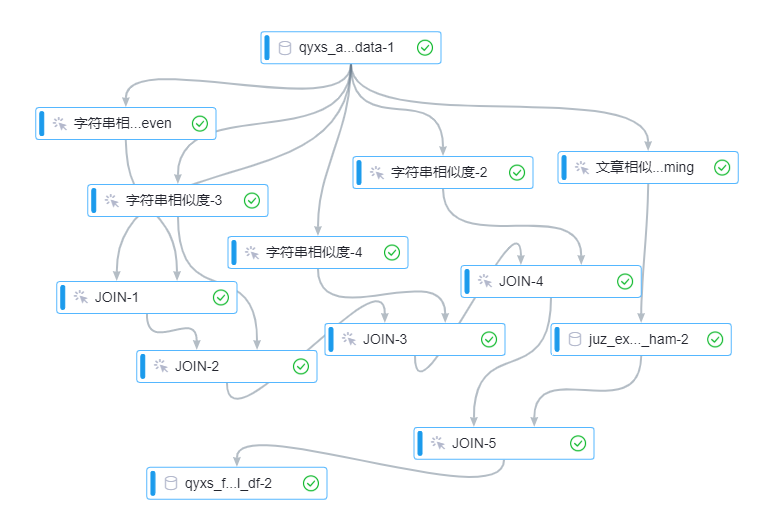 qyxs_a...data-1
字符串相...even
文章相似...ming
字符串相似度-2
字符串相似度-3
字符串相似度-4
JOIN-4
JOIN-1
JOIN-3
juz_ex..._ham-2
JOIN-2
JOIN-5
qyxs_f...l_df-2